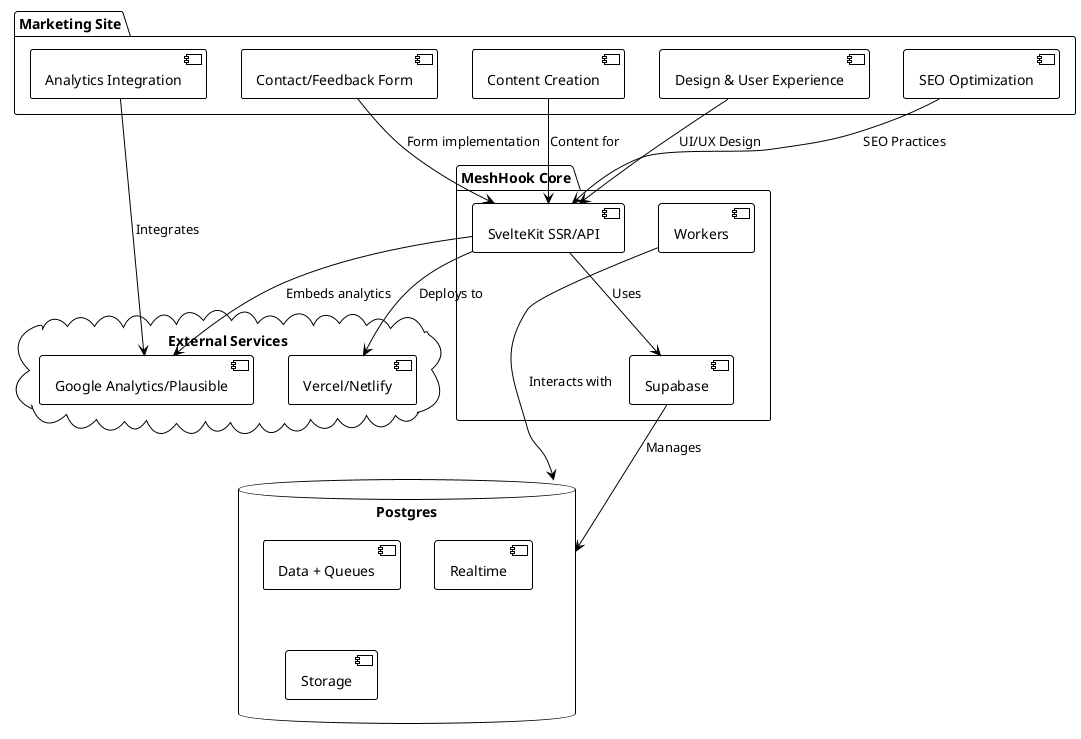 Marketing Site
Analytics Integration
Contact/Feedback Form
Content Creation
Design & User Experience
SEO Optimization
Form implementation
Content for
UI/UX Design
SEO Practices
MeshHook Core
SvelteKit SSR/API
Workers
Integrates
Embeds analytics
Deploys to
Uses
External Services
Google Analytics/Plausible
Vercel/Netlify
Interacts with
Supabase
Manages
Postgres
Data + Queues
Realtime
Storage